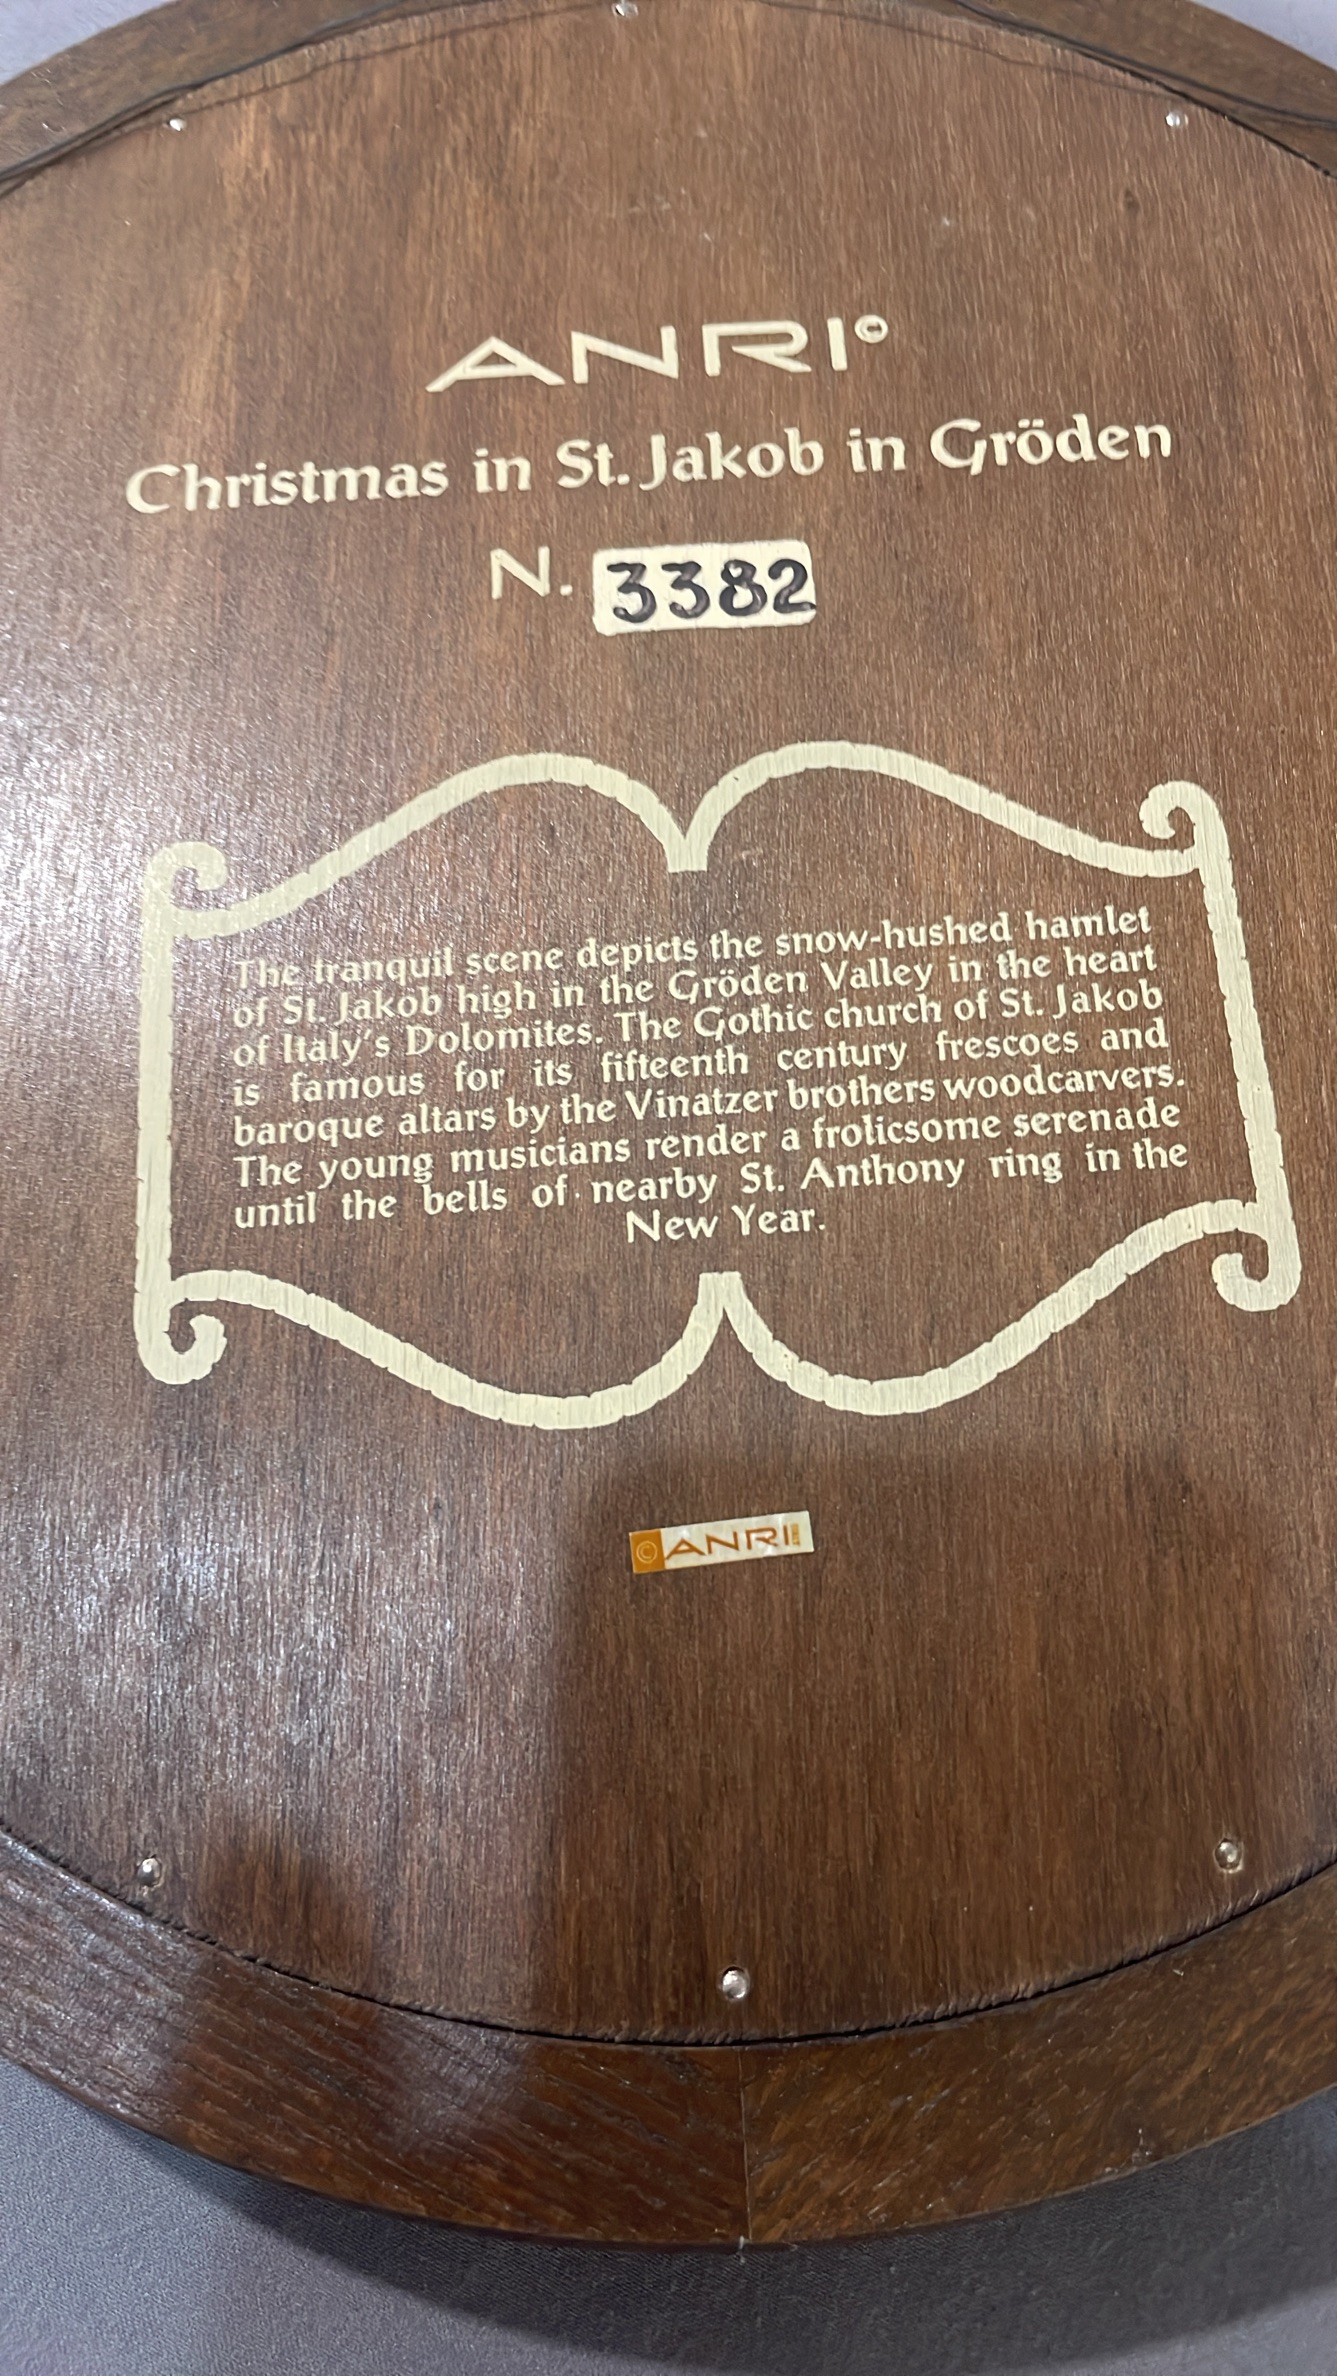 ANRI©
Christmas in St. Jakob in Gröden
N. 3382
The tranquil scene depicts the snow-hushed hamlet
of St. Jakob high in the Gröden Valley in the heart
of Italy's Dolomites. The Gothic church of St. Jakob
is famous for its fifteenth century frescoes and
baroque altars by the Vinatzer brothers woodcarvers.
The young musicians render a frolicsome serenade
until the bells of nearby St. Anthony ring in the
New Year.
© ANRI